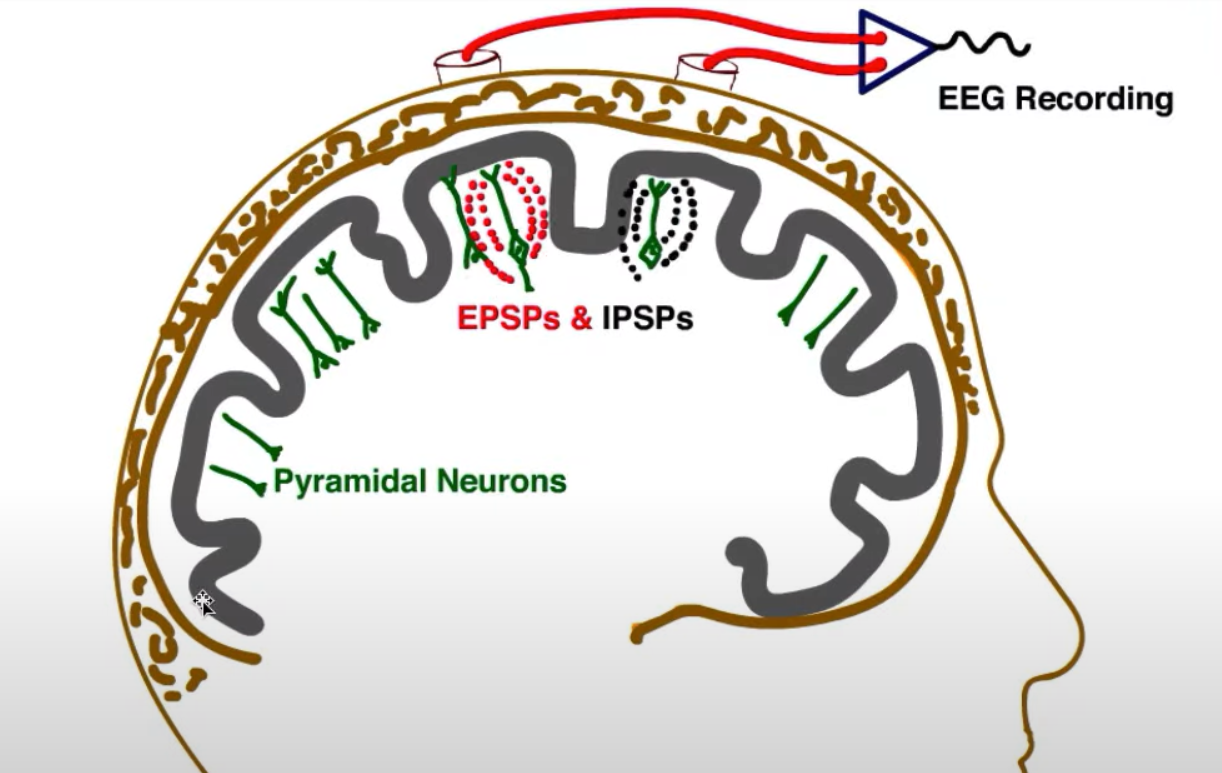 EEG Recording
EPSPs & IPSPs
Pyramidal Neurons